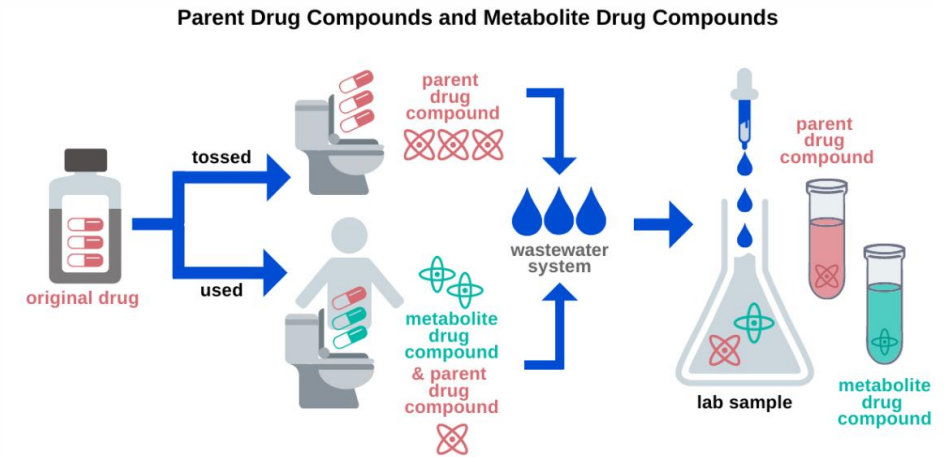 Parent Drug Compounds and Metabolite Drug Compounds
original drug
tossed
used
parent
drug
compound
metabolite
drug
compound
& parent
drug
compound
wastewater
system
lab sample
parent
drug
compound
metabolite
drug
compound